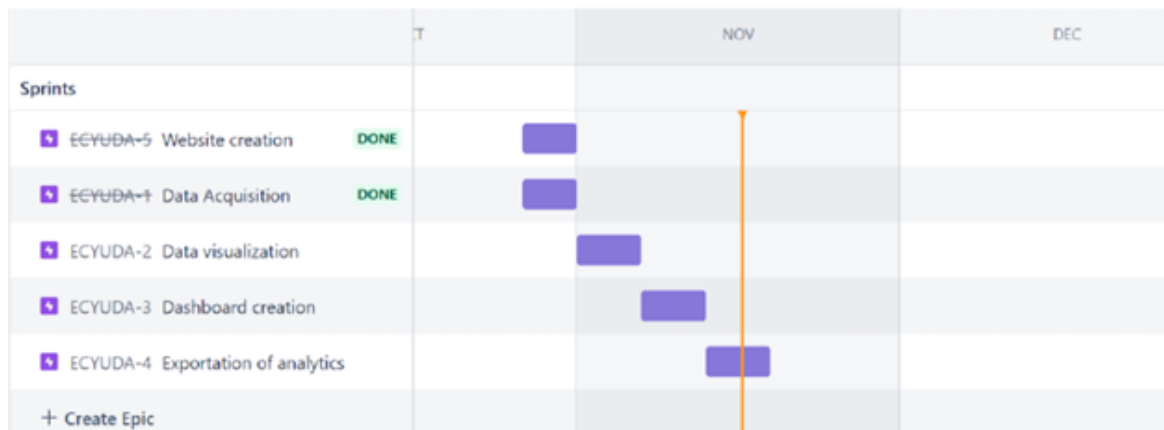 NOV DEC
Sprints
ECYUDA-5 Website creation DONE
ECYUDA-1 Data Acquisition DONE
ECYUDA-2 Data visualization
ECYUDA-3 Dashboard creation
ECYUDA-4 Exportation of analytics
+ Create Epic